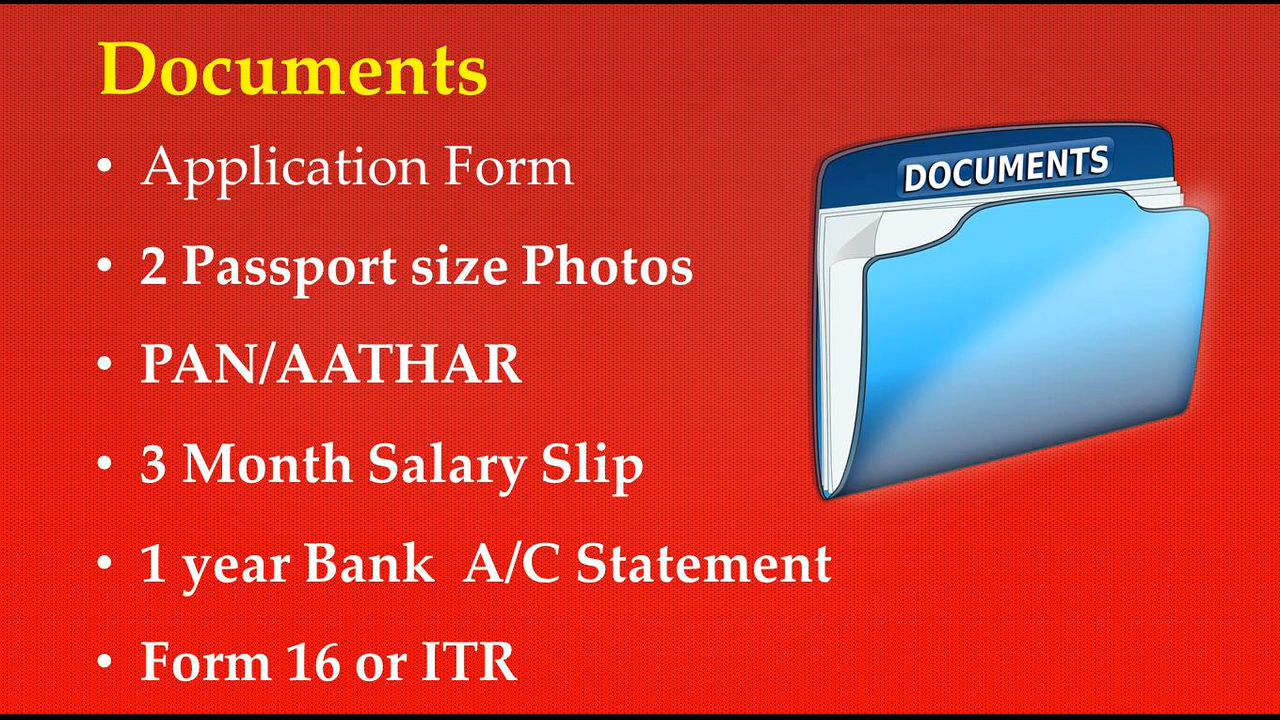 Documents
• Application Form
• 2 Passport size Photos
• PAN/AATHAR
• 3 Month Salary Slip
• 1 year Bank  A/C Statement
• Form 16 or ITR
DOCUMENTS